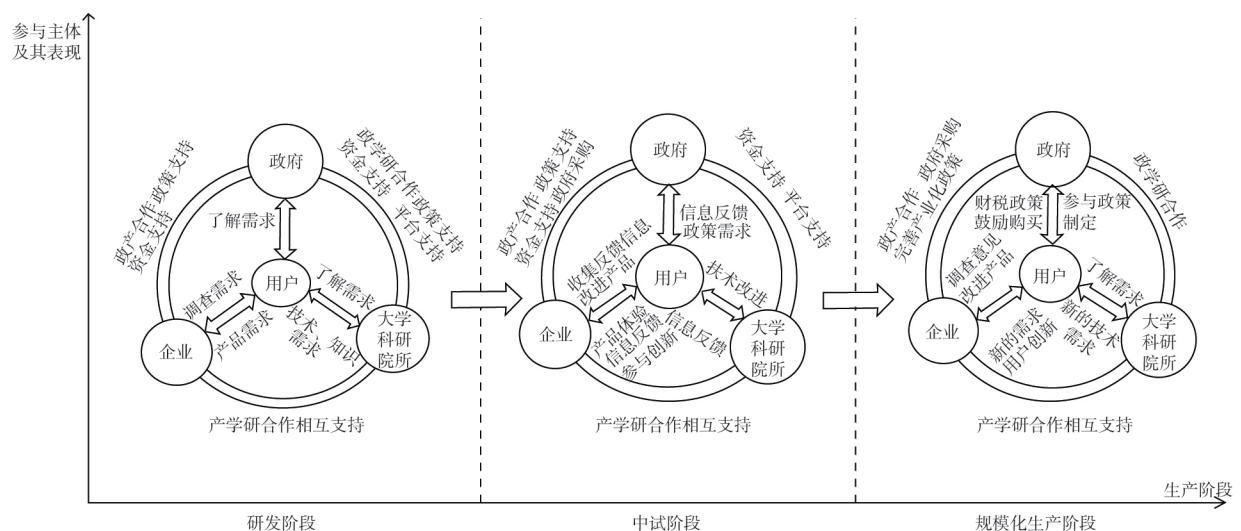 参与主体
及其表现
政府
政产合作 政策支持
资金支持
政学研合作政策支持
资金支持 平台支持
了解需求
用户
调查需求
产品需求
了解需求
技术 知识
需求
企业
大学
科研
院所
产学研合作相互支持
研发阶段
政府
政产合作 政策支持
资金支持 政府采购
资金支持 平台支持
信息反馈
政策需求
用户
收集反馈信息
改进产品
产品体验
信息反馈
参与创新
技术改进
信息反馈
企业
大学
科研
院所
产学研合作相互支持
中试阶段
政府
政产合作 政府采购
完善产业化政策
政学研合作
财税政策
鼓励购买
参与政策
制定
用户
调查意见
改进产品
新的需求
用户创新
了解需求
新的技术
需求
企业
大学
科研
院所
产学研合作相互支持
规模化生产阶段
生产阶段